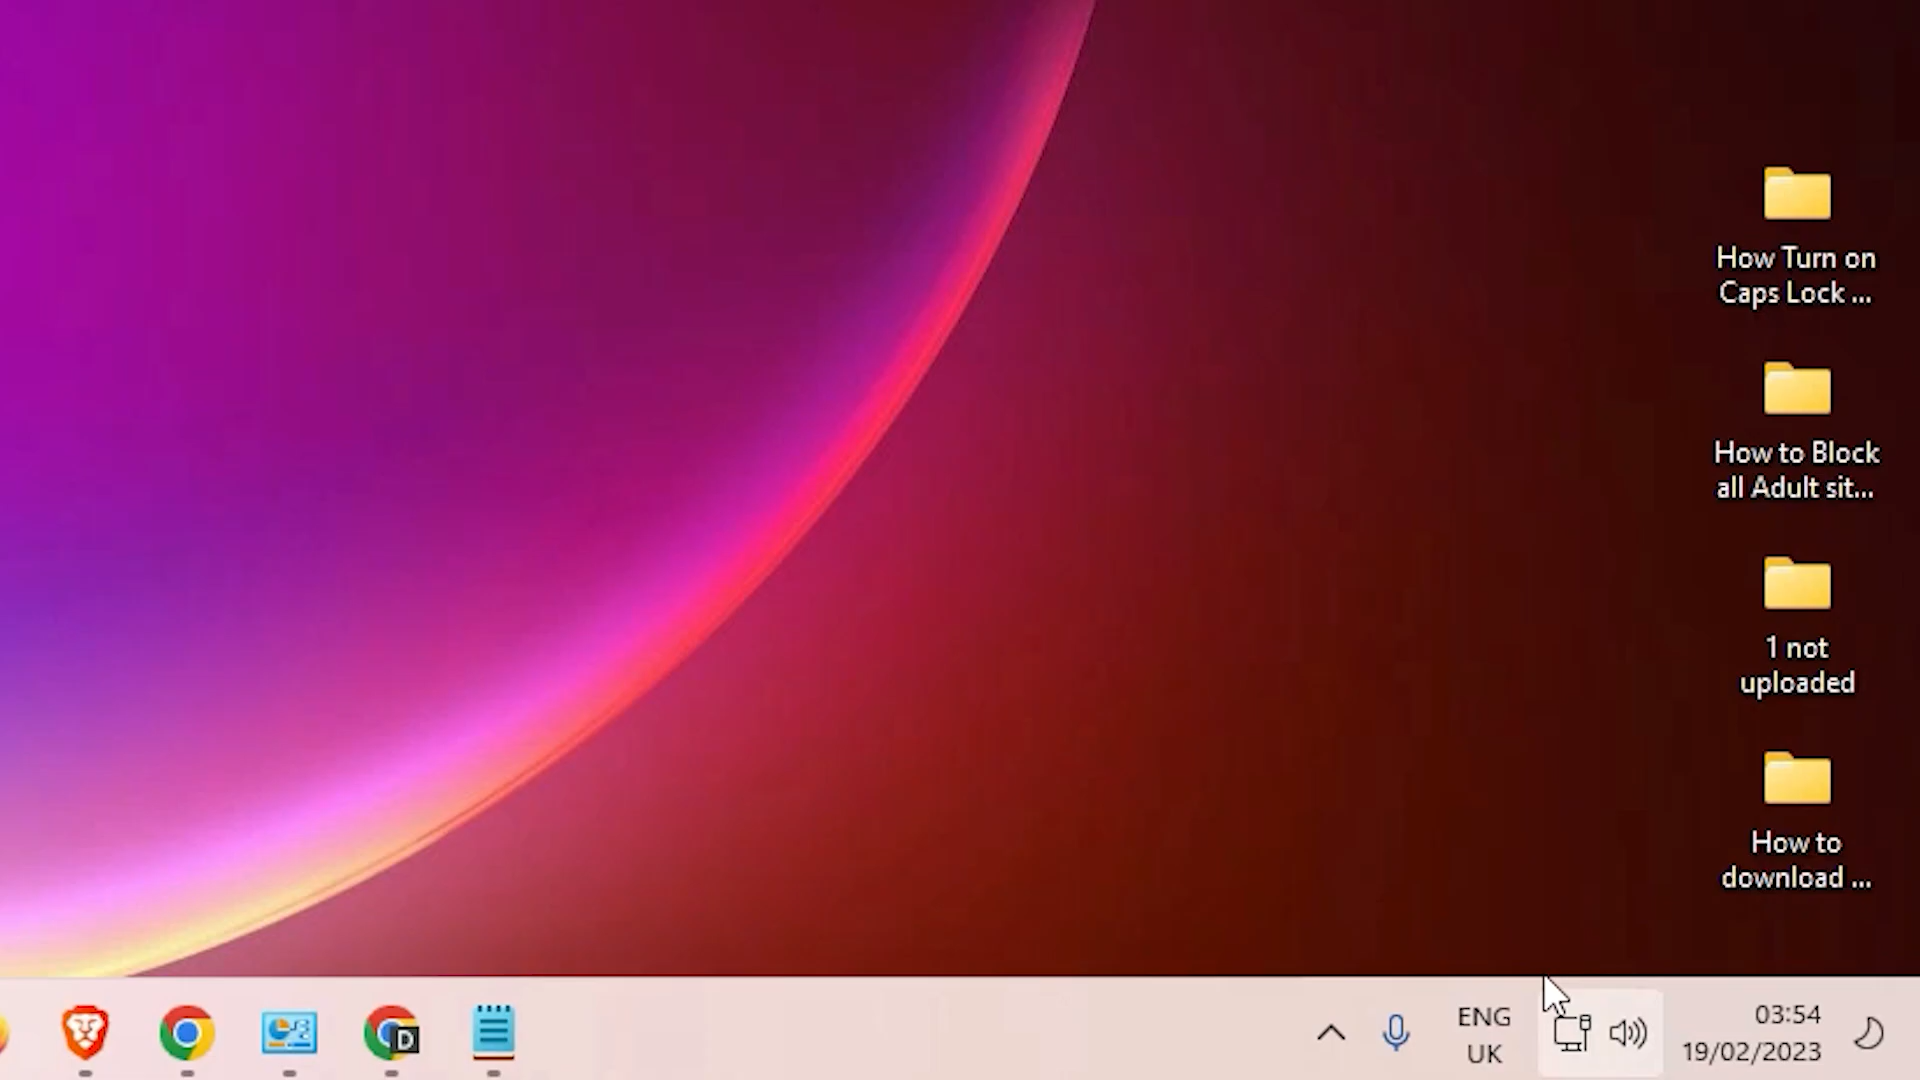 How Turn on
Caps Lock ...
How to Block
all Adult sit...
1 not
uploaded
How to
download ...
D
ENG
UK
03:54
19/02/2023